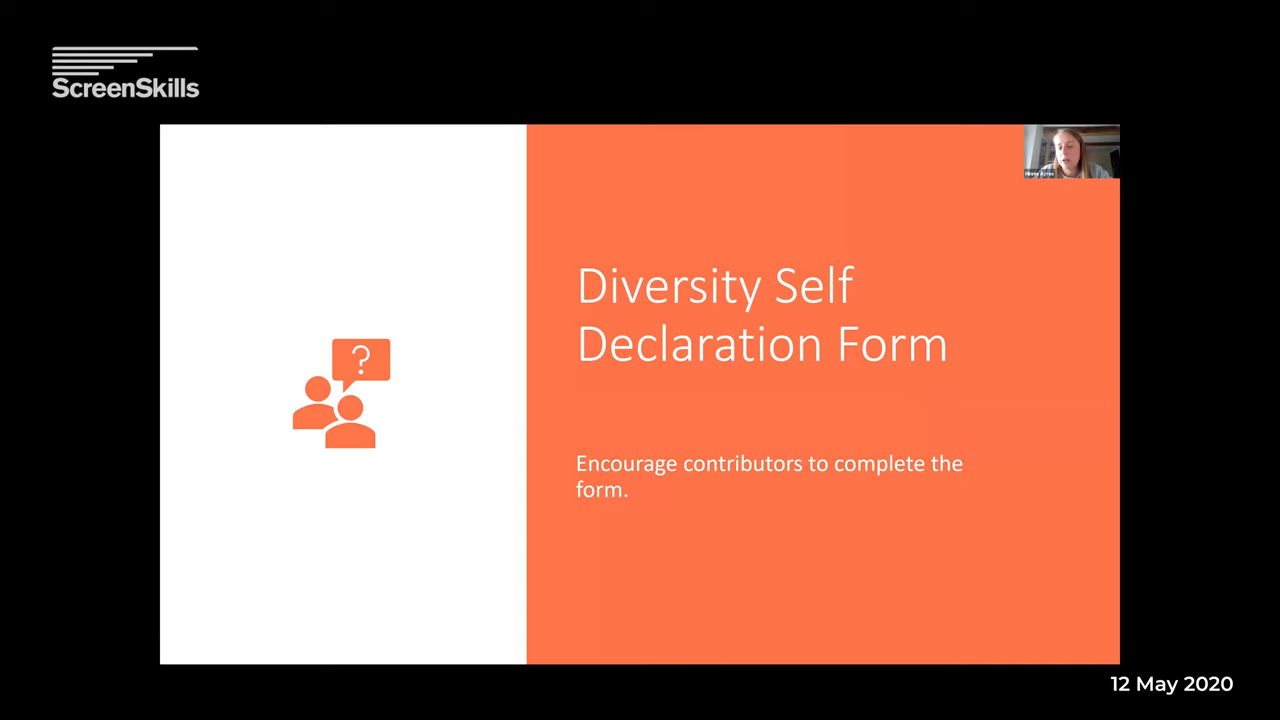 ScreenSkills
?
Diversity Self
Declaration Form
Encourage contributors to complete the
form.
12 May 2020